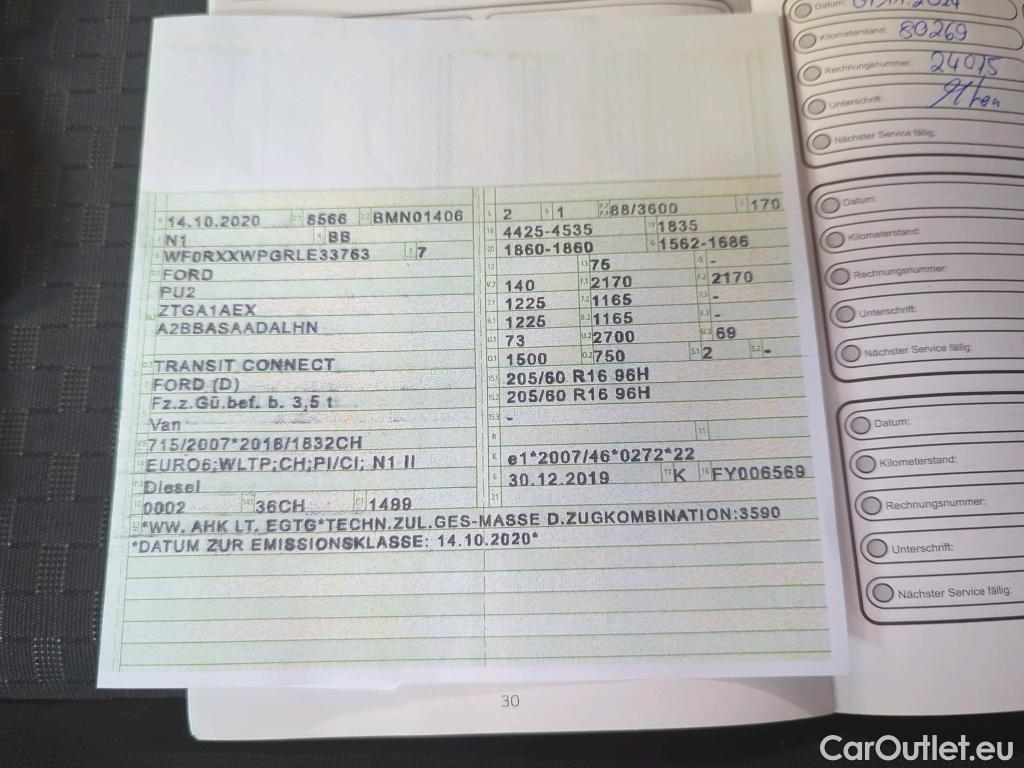 14.10.2020 8566 BMN01406
N1 BB
WF0RXXWPGRLE33763 7
FORD
PU2
ZTGA1AEX
A2BBASAADALHN
TRANSIT CONNECT
FORD (D)
Fz.z.Gü.bef. b. 3,5 t
Van
715/2007*2018/1832CH
EURO6;WLTP;CH;PI/CI; N1 II
Diesel
0002 36CH 1499
*WW. AHK LT. EGTG*TECHN.ZUL.GES-MASSE D.ZUGKOMBINATION:3590
*DATUM ZUR EMISSIONSKLASSE: 14.10.2020*
2 1 88/3600 170
4425-4535 1835
1860-1860 1562-1686
75 -
140 2170 2170
1225 1165 -
1225 1165 -
73 2700 69
1500 750 2 -
205/60 R16 96H
205/60 R16 96H
-
e1*2007/46*0272*22
30.12.2019 K FY006569
30
Datum:
Kilometerstand: 80269
Rechnungsnummer: 24075
Unterschrift:
Nächster Service fällig:
Datum:
Kilometerstand:
Rechnungsnummer:
Unterschrift:
Nächster Service fällig:
Datum:
Kilometerstand:
Rechnungsnummer:
Unterschrift:
Nächster Service fällig:
CarOutlet.eu